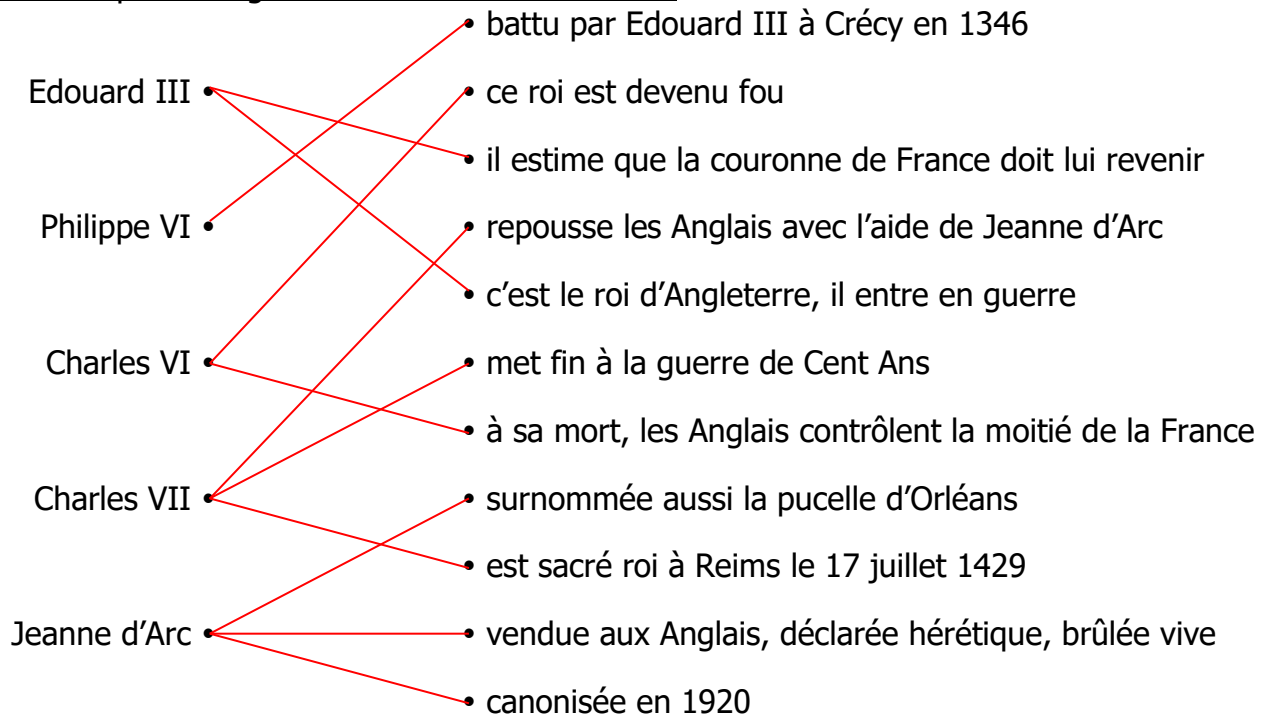 • battu par Edouard III à Crécy en 1346
Edouard III • • ce roi est devenu fou
• il estime que la couronne de France doit lui revenir
Philippe VI • • repousse les Anglais avec l’aide de Jeanne d’Arc
• c’est le roi d’Angleterre, il entre en guerre
Charles VI • • met fin à la guerre de Cent Ans
• à sa mort, les Anglais contrôlent la moitié de la France
Charles VII • • surnommée aussi la pucelle d’Orléans
• est sacré roi à Reims le 17 juillet 1429
Jeanne d’Arc • • vendue aux Anglais, déclarée hérétique, brûlée vive
• canonisée en 1920